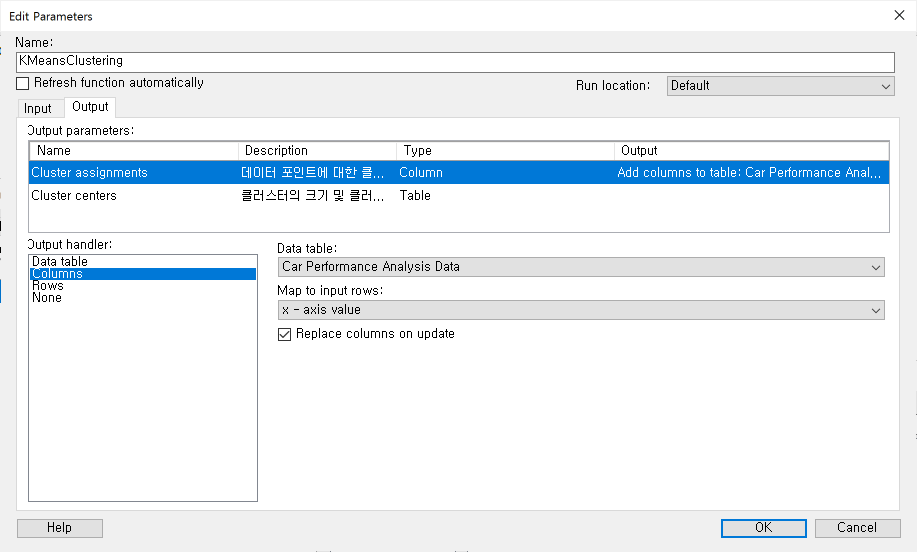 Edit Parameters
Name:
KMeansClustering
Refresh function automatically
Run location: Default
Input Output
Output parameters:
Name Description Type Output
Cluster assignments 데이터 포인트에 대한 클... Column Add columns to table: Car Performance Anal...
Cluster centers 클러스터의 크기 및 클러... Table
Output handler:
Data table
Columns
Rows
None
Data table:
Car Performance Analysis Data
Map to input rows:
x - axis value
Replace columns on update
Help OK Cancel